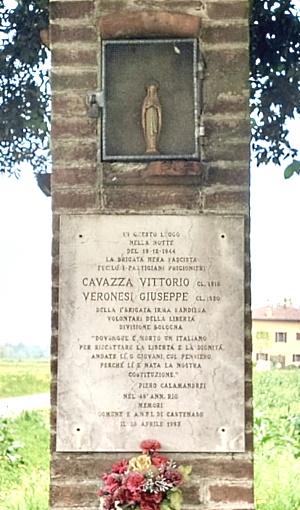 IN QUESTO LUOGO
NELLA NOTTE
DEL 19-12-1944
LA BRIGATA NERA FASCISTA
FUCILÒ I PARTIGIANI PRIGIONIERI
CAVAZZA VITTORIO CL. 1918
VERONESI GIUSEPPE CL. 1920
DELLA BRIGATA IRMA BANDIERA
VOLONTARI DELLA LIBERTÀ
DIVISIONE BOLOGNA
"DOVUNQUE È MORTO UN ITALIANO
PER RISCATTARE LA LIBERTÀ E LA DIGNITÀ
ANDATE LÌ O GIOVANI, COL PENSIERO
PERCHÈ LÌ È NATA LA NOSTRA
COSTITUZIONE."
PIERO CALAMANDREI
NEL 48° ANN. RIO
MEMORI
COMUNE E A.N.P.I. DI CASTENASO
IL APRILE 1993